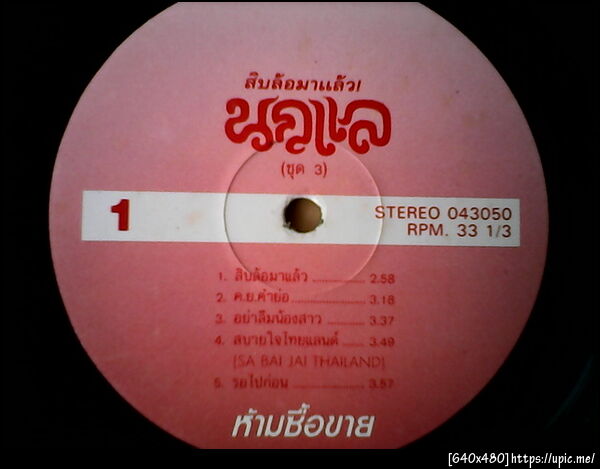 สิบล้อมาแล้ว!
นกแล
(ชุด 3)
1
STEREO 043050
RPM. 33 1/3
1. สิบล้อมาแล้ว ............ 2.58
2. ค.ย.คำย่อ ................ 3.18
3. อย่าลืมน้องสาว ......... 3.37
4. สบายใจไทยแลนด์ ...... 3.49
(SA BAI JAI THAILAND)
5. รอไปก่อน ................ 3.57
ห้ามซื้อขาย
[640x480]https://upic.me/